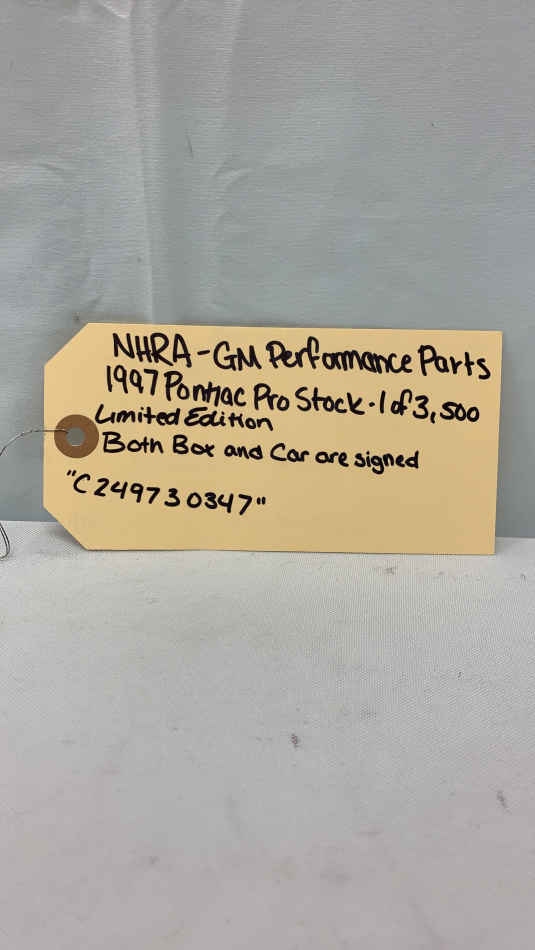 NHRA - GM Performance Parts
1997 Pontiac Pro Stock · 1 of 3,500
Limited Edition
Both Box and Car are signed
"C249730347"